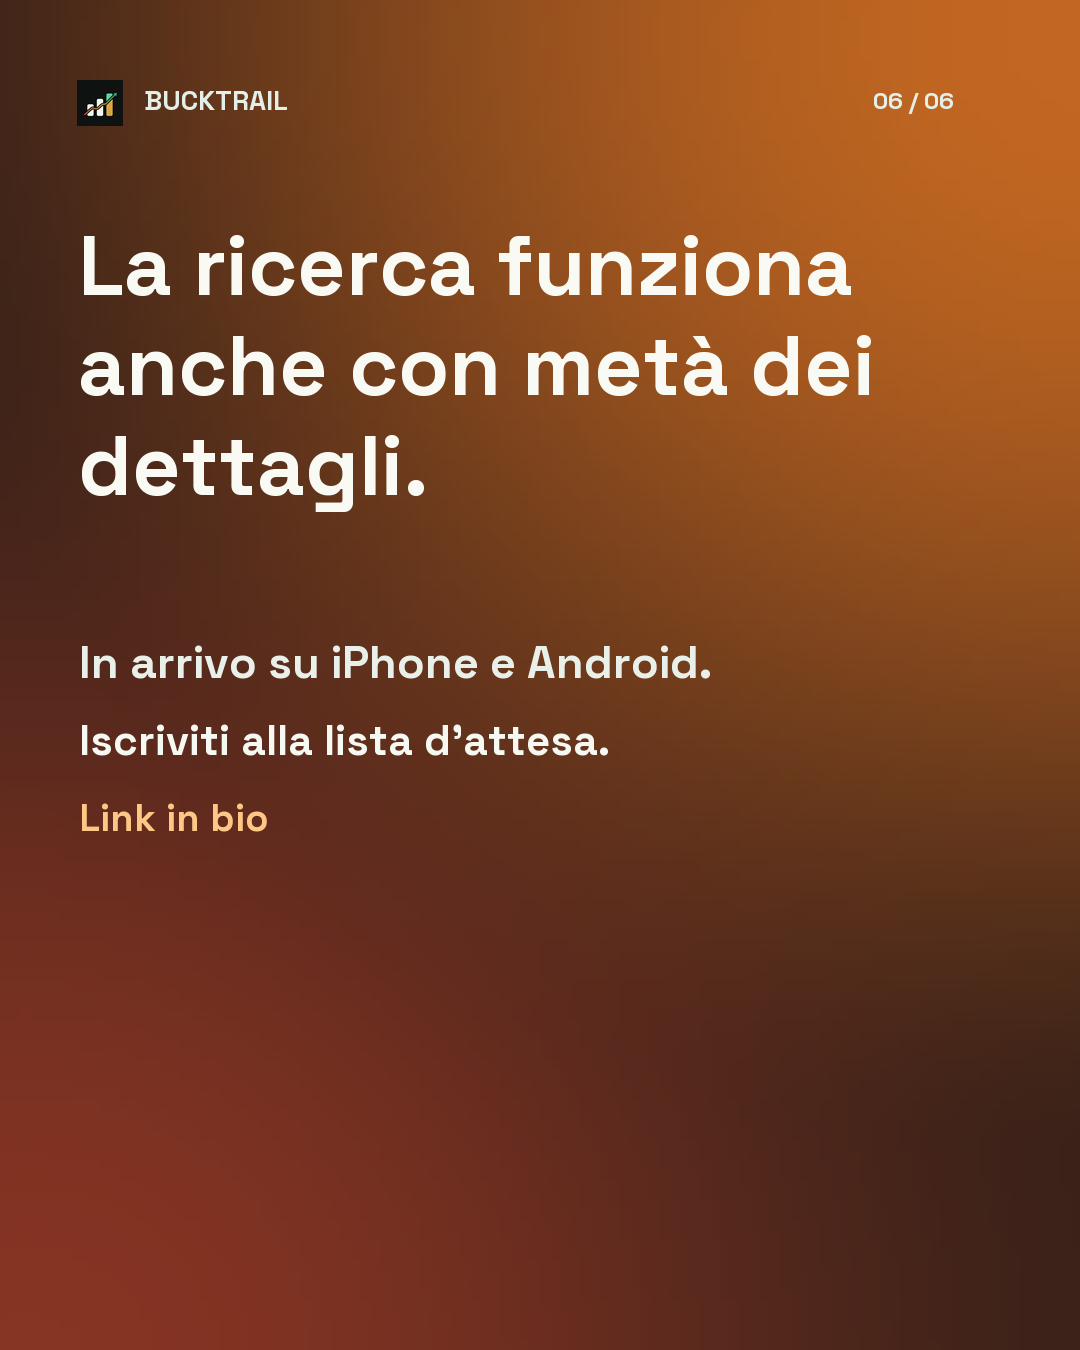 BUCKTRAIL
06 / 06
La ricerca funziona
anche con metà dei
dettagli.
In arrivo su iPhone e Android.
Iscriviti alla lista d’attesa.
Link in bio